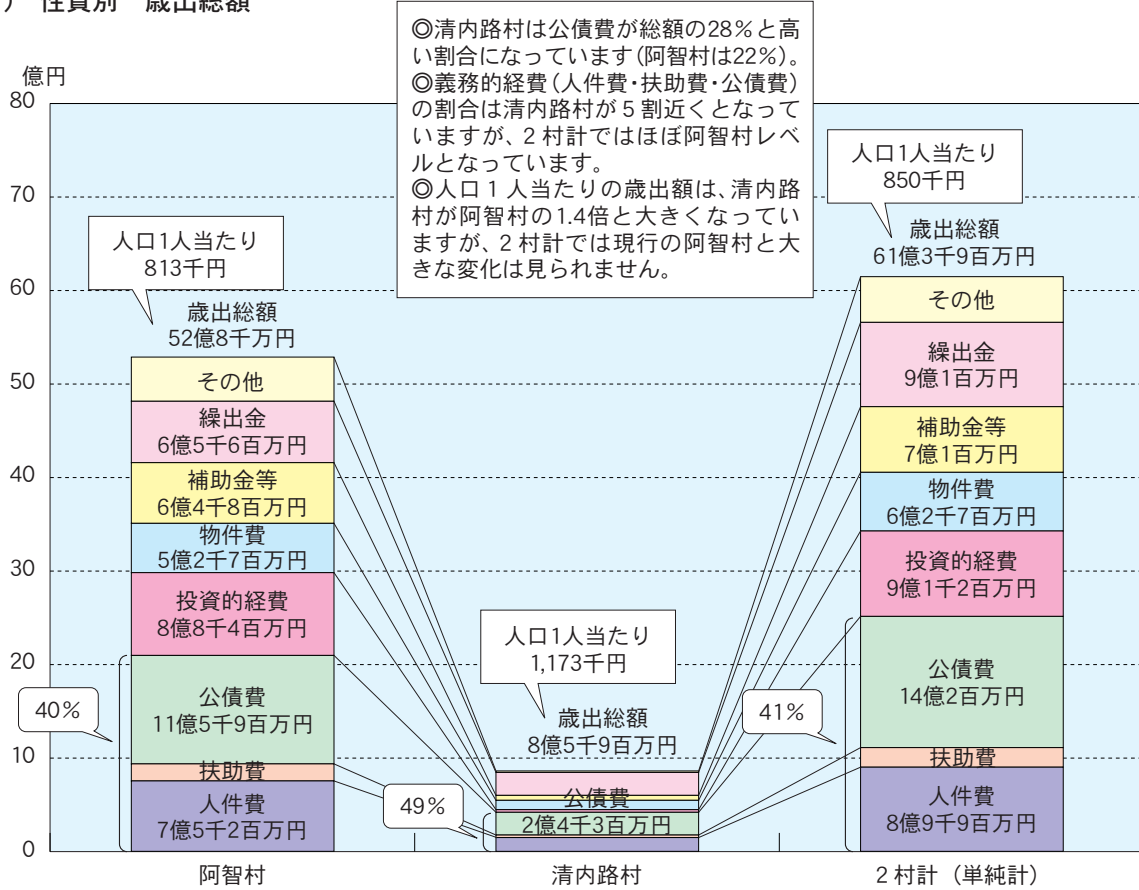 ) 性質別 歳出総額
◎清内路村は公債費が総額の28%と高
い割合になっています(阿智村は22%)。
◎義務的経費(人件費・扶助費・公債費)
の割合は清内路村が5割近くとなって
いますが、2村計ではほぼ阿智村レベ
ルとなっています。
◎人口1人当たりの歳出額は、清内路
村が阿智村の1.4倍と大きくなってい
ますが、2村計では現行の阿智村と大
きな変化は見られません。
億円
80
70
60
50
40
30
20
10
0
人口1人当たり
813千円
歳出総額
52億8千万円
その他
繰出金
6億5千6百万円
補助金等
6億4千8百万円
物件費
5億2千7百万円
投資的経費
8億8千4百万円
公債費
11億5千9百万円
扶助費
人件費
7億5千2百万円
40%
阿智村
人口1人当たり
1,173千円
歳出総額
8億5千9百万円
公債費
2億4千3百万円
49%
清内路村
人口1人当たり
850千円
歳出総額
61億3千9百万円
その他
繰出金
9億1百万円
補助金等
7億1百万円
物件費
6億2千7百万円
投資的経費
9億1千2百万円
公債費
14億2百万円
扶助費
人件費
8億9千9百万円
41%
2村計(単純計)